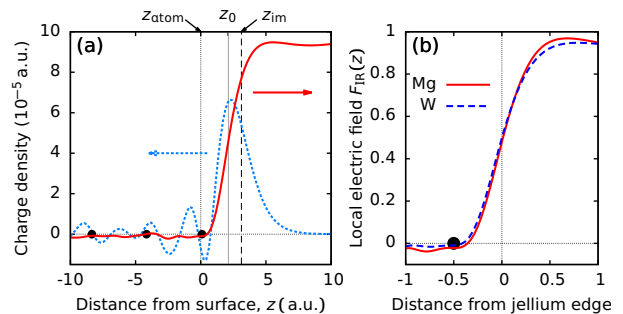 z_atom z_0 z_im
(a)
Charge density (10⁻⁵ a.u.)
10
8
6
4
2
0
-10 -5 0 5 10
Distance from surface, z (a.u.)
(b)
Mg
W
Local electric field F_IR(z)
1
0.8
0.6
0.4
0.2
0
-1 -0.5 0 0.5 1
Distance from jellium edge